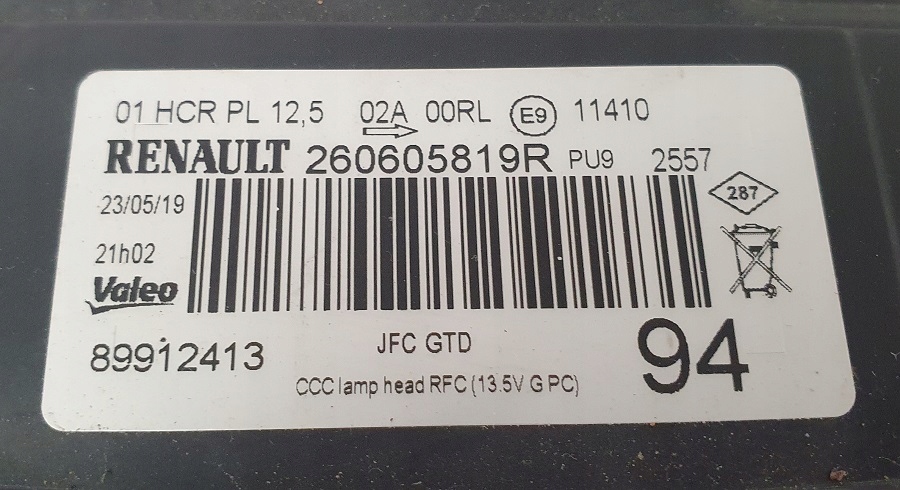 01 HCR PL 12,5 02A 00RL E9 11410
RENAULT 260605819R PU9 2557
23/05/19
287
21h02
Valeo
89912413
JFC GTD
94
CCC lamp head RFC (13.5V G PC)